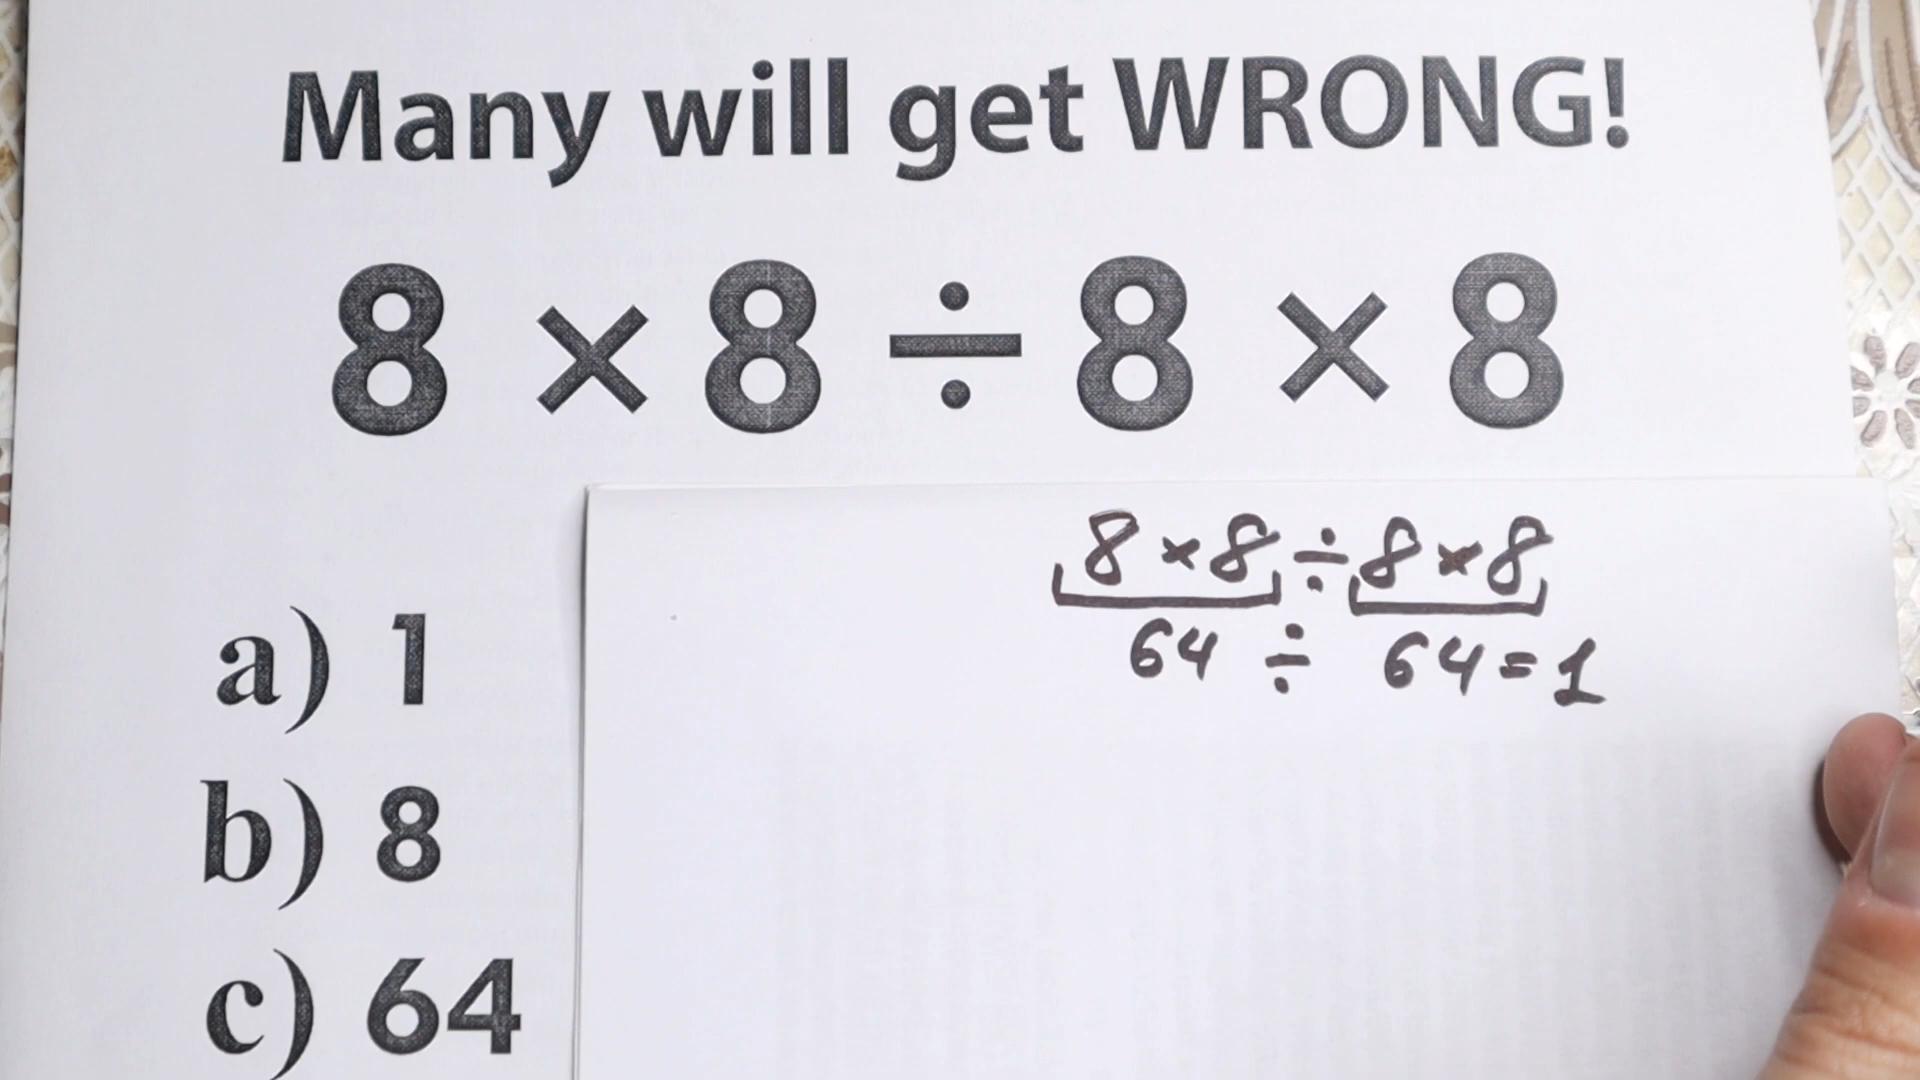 Many will get WRONG!
8 × 8 ÷ 8 × 8
8 × 8 ÷ 8 × 8
64 ÷ 64 = 1
a) 1
b) 8
c) 64